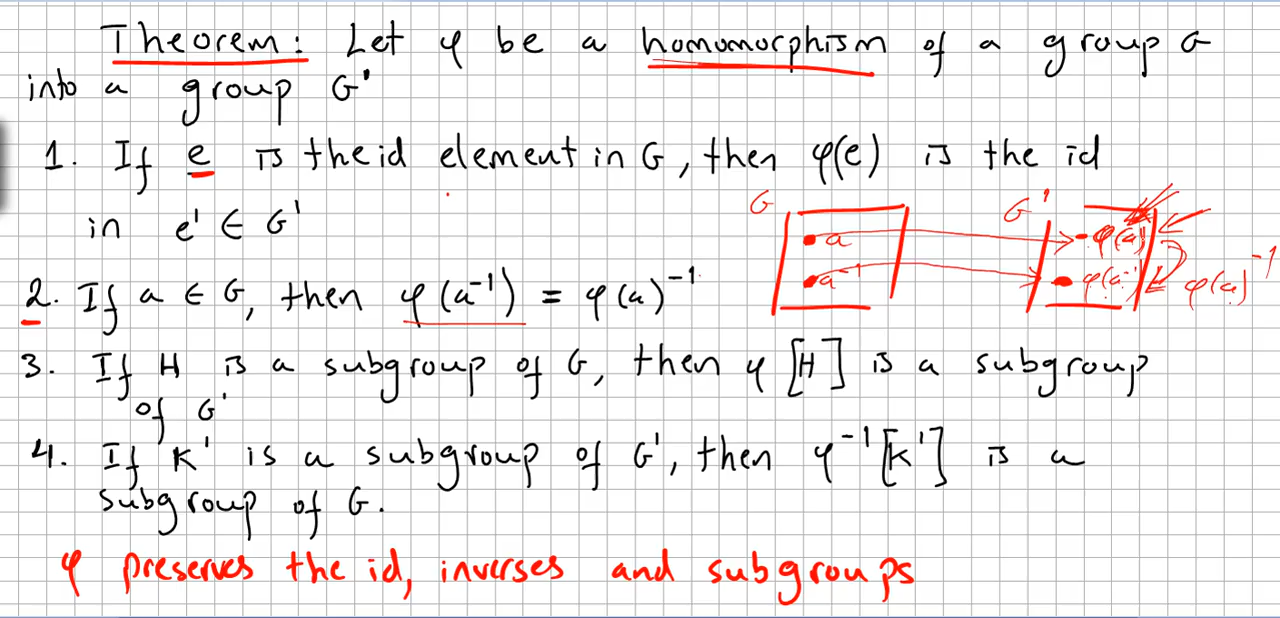 Theorem: Let φ be a homomorphism of a group G
into a group G'
1. If e is the id element in G, then φ(e) is the id
in e' ∈ G'
2. If a ∈ G, then φ(a⁻¹) = φ(a)⁻¹
G G'
a φ(a)
a⁻¹ φ(a⁻¹) φ(a)⁻¹
3. If H is a subgroup of G, then φ[H] is a subgroup
of G'
4. If K' is a subgroup of G', then φ⁻¹[K'] is a
subgroup of G.
φ preserves the id, inverses and subgroups